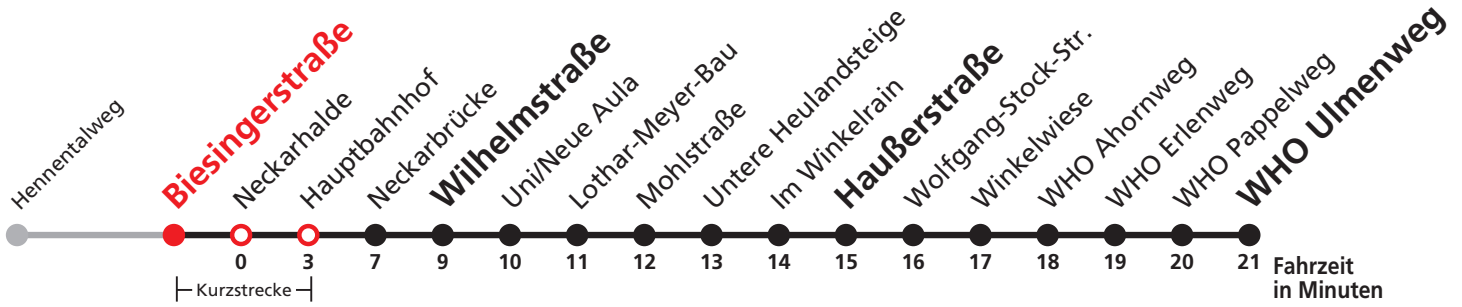 Hennentalweg
Biesingerstraße
Neckarhalde
Hauptbahnhof
Neckarbrücke
Wilhelmstraße
Uni/Neue Aula
Lothar-Meyer-Bau
Mohlstraße
Untere Heulandsteige
Im Winkelrain
Haußerstraße
Wolfgang-Stock-Str.
Winkelwiese
WHO Ahornweg
WHO Erlenweg
WHO Pappelweg
WHO Ulmenweg
0 3 7 9 10 11 12 13 14 15 16 17 18 19 20 21
Fahrzeit
in Minuten
Kurzstrecke